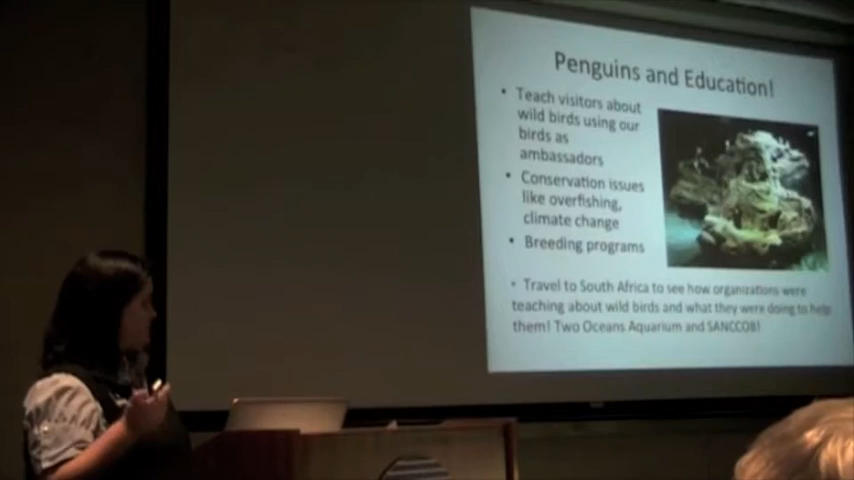 Penguins and Education!
• Teach visitors about
wild birds using our
birds as
ambassadors
• Conservation issues
like overfishing,
climate change
• Breeding programs
• Travel to South Africa to see how organizations were
teaching about wild birds and what they were doing to help
them! Two Oceans Aquarium and SANCCOB!